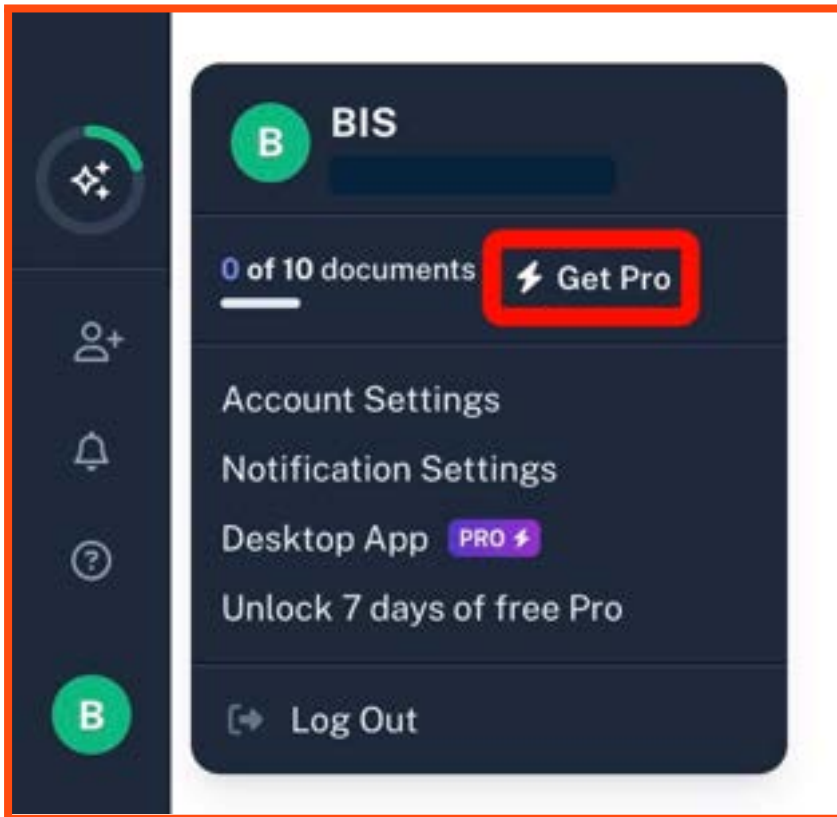 B
BIS
0 of 10 documents
Get Pro
Account Settings
Notification Settings
Desktop App PRO
Unlock 7 days of free Pro
B
Log Out